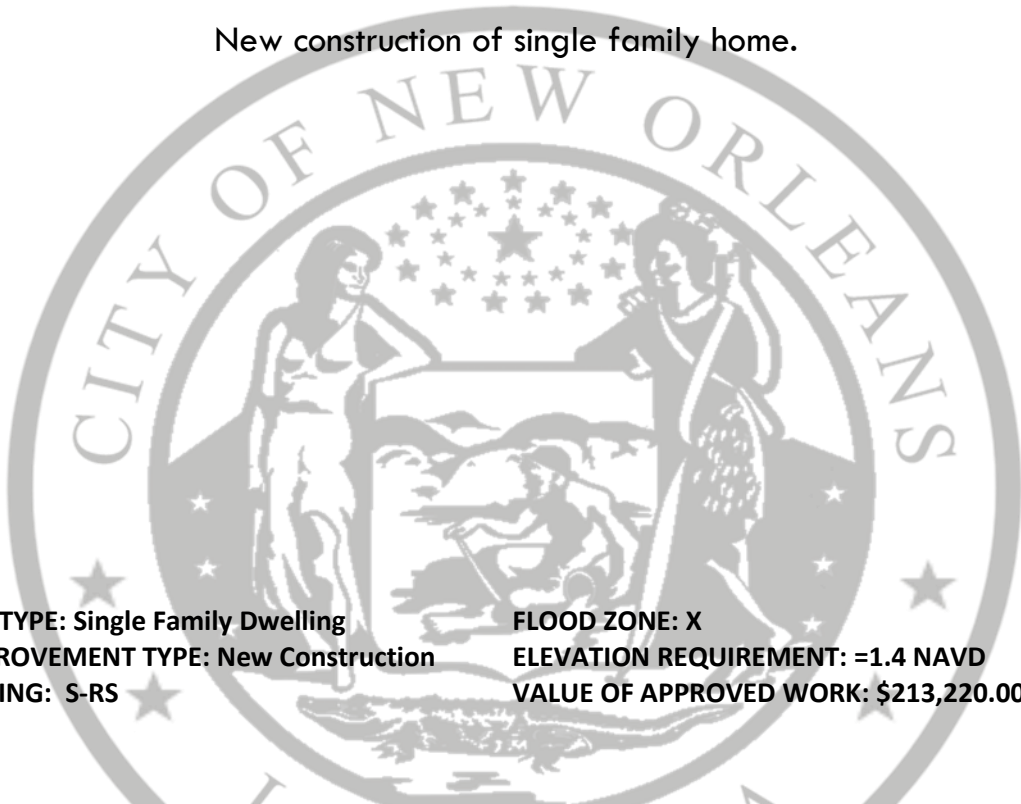 New construction of single family home.
CITY OF NEW ORLEANS
TYPE: Single Family Dwelling
ROVEMENT TYPE: New Construction
ING: S-RS
FLOOD ZONE: X
ELEVATION REQUIREMENT: =1.4 NAVD
VALUE OF APPROVED WORK: $213,220.00